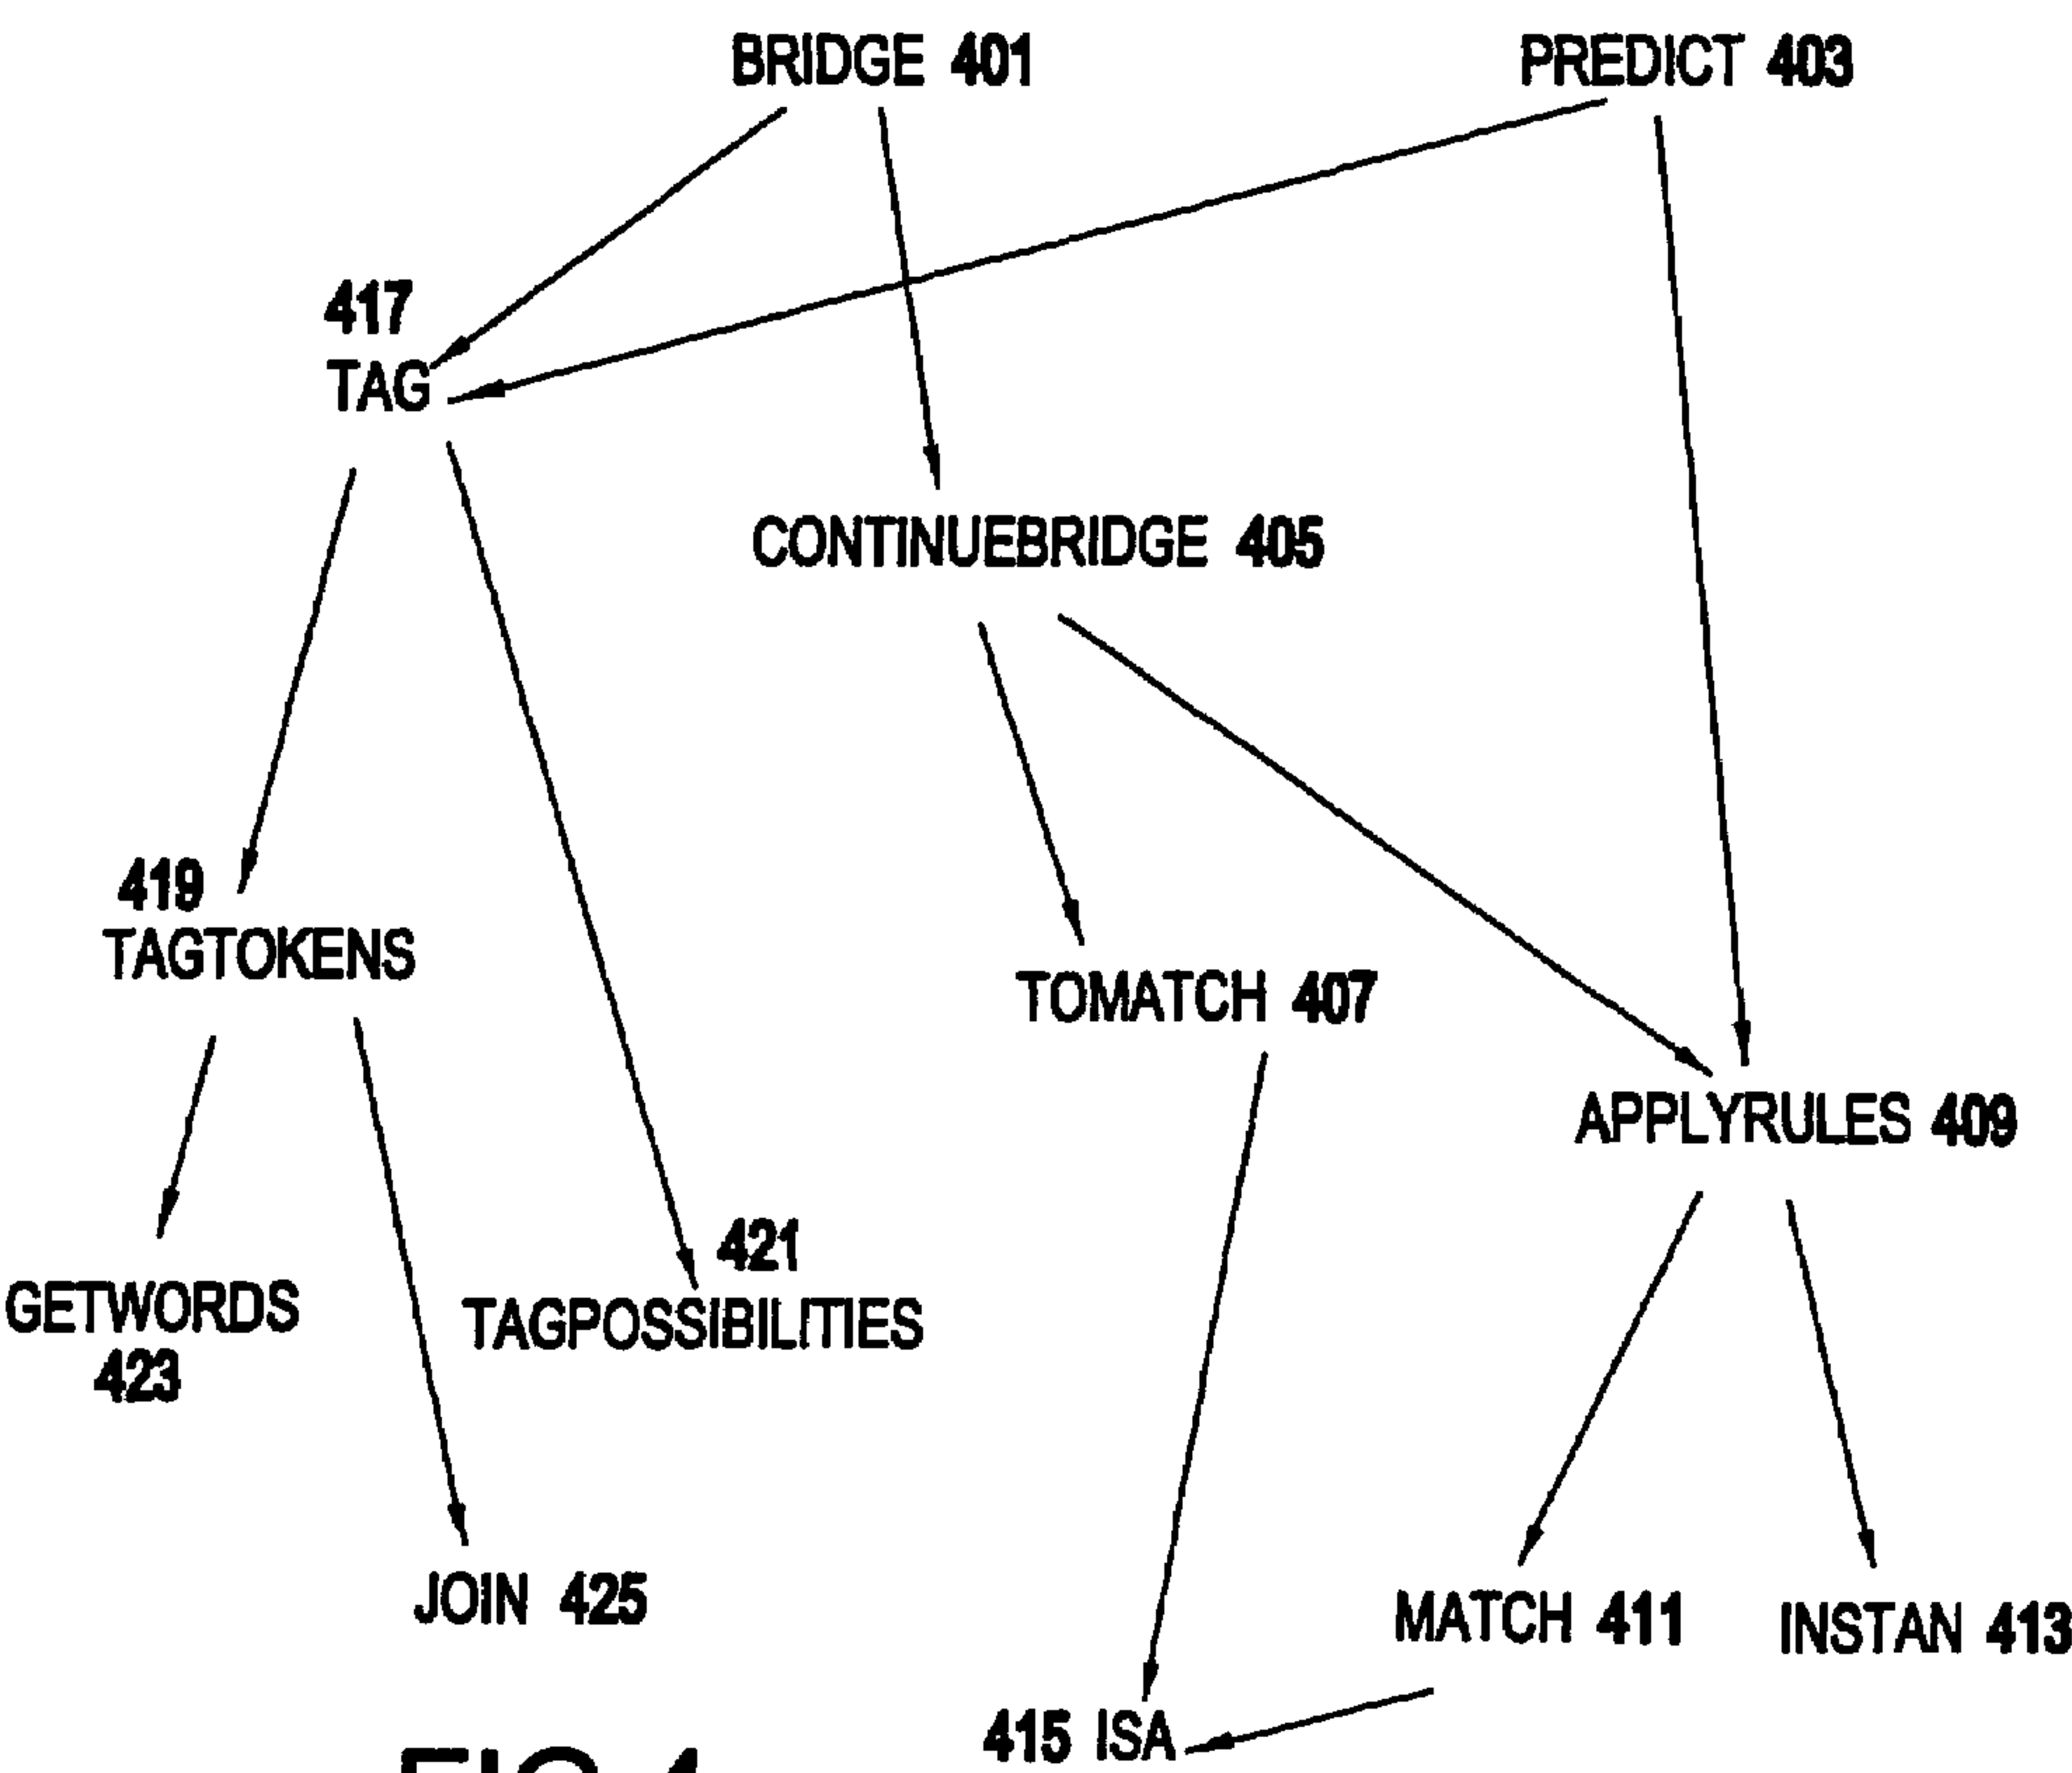 BRIDGE 401
PREDICT 403
417
TAG
CONTINUEBRIDGE 405
419
TAGTOKENS
TOMATCH 407
APPLYRULES 409
421
TAGPOSSIBILITIES
GETWORDS
423
JOIN 425
MATCH 411
INSTAN 413
415 ISA